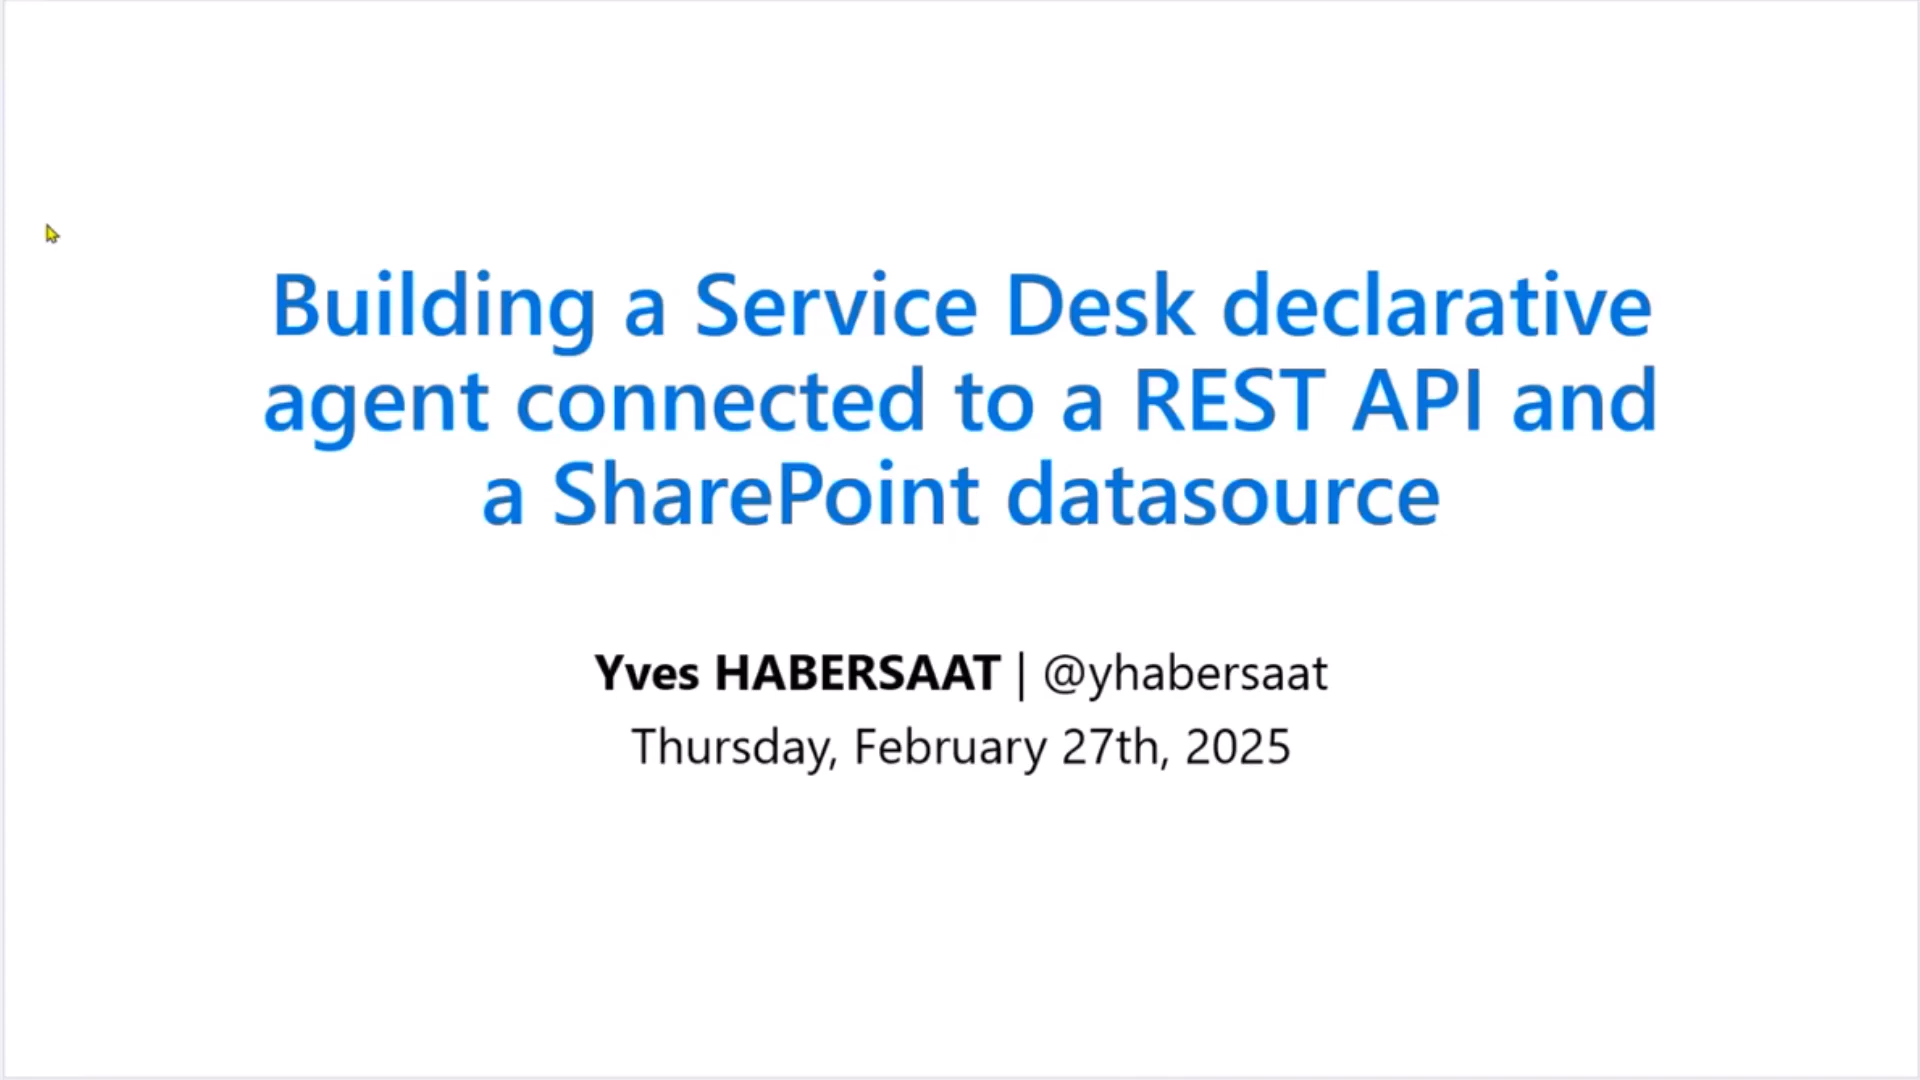 Building a Service Desk declarative
agent connected to a REST API and
a SharePoint datasource
Yves HABERSAAT | @yhabersaat
Thursday, February 27th, 2025